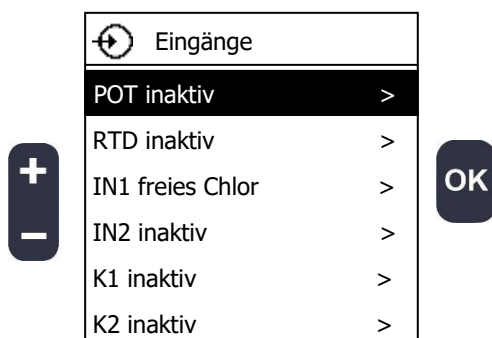 Eingänge
POT inaktiv >
RTD inaktiv >
IN1 freies Chlor >
IN2 inaktiv >
K1 inaktiv >
K2 inaktiv >
+
−
OK